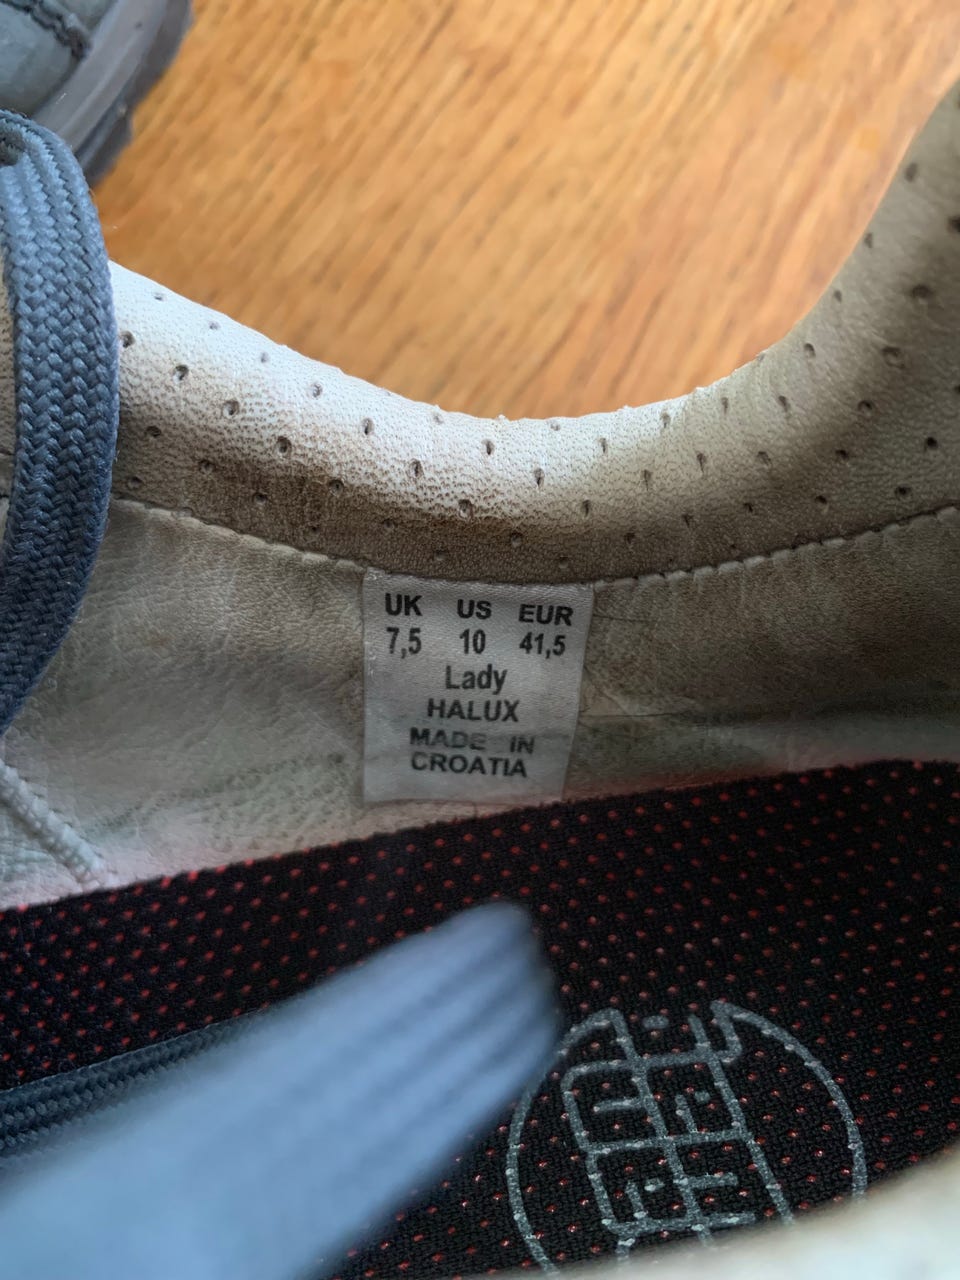 UK US EUR
7,5 10 41,5
Lady
HALUX
MADE IN
CROATIA